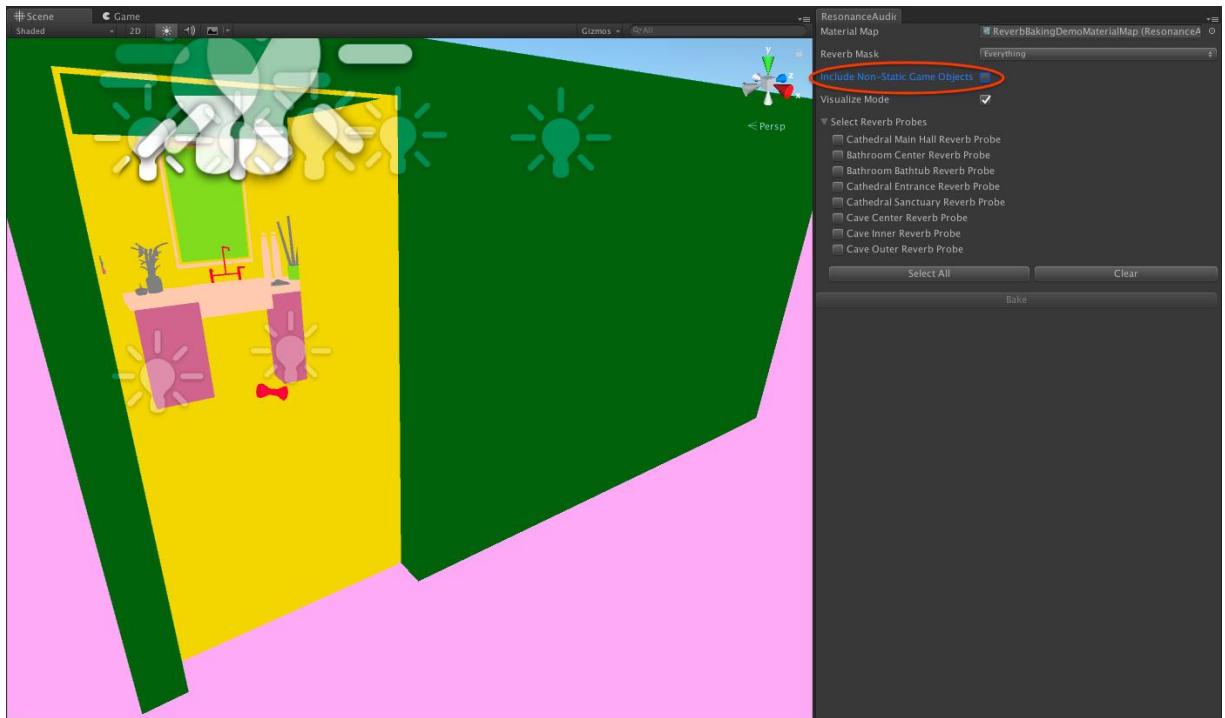 Scene Game
Shaded 2D Gizmos All
y
z
x
Persp
ResonanceAudio
Material Map ReverbBakingDemoMaterialMap (ResonanceA
Reverb Mask Everything
Include Non-Static Game Objects
Visualize Mode
Select Reverb Probes
Cathedral Main Hall Reverb Probe
Bathroom Center Reverb Probe
Bathroom Bathtub Reverb Probe
Cathedral Entrance Reverb Probe
Cathedral Sanctuary Reverb Probe
Cave Center Reverb Probe
Cave Inner Reverb Probe
Cave Outer Reverb Probe
Select All Clear
Bake